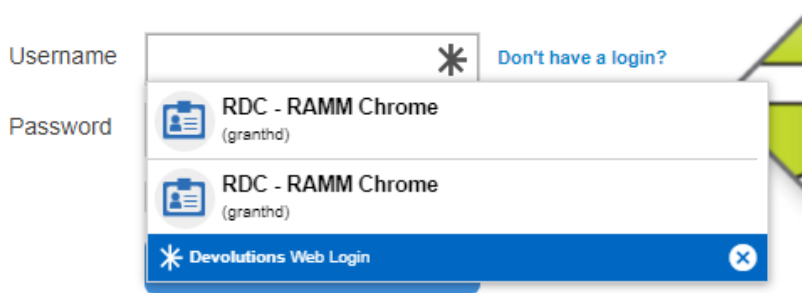 Username
Don't have a login?
Password
RDC - RAMM Chrome
(granthd)
RDC - RAMM Chrome
(granthd)
Devolutions Web Login